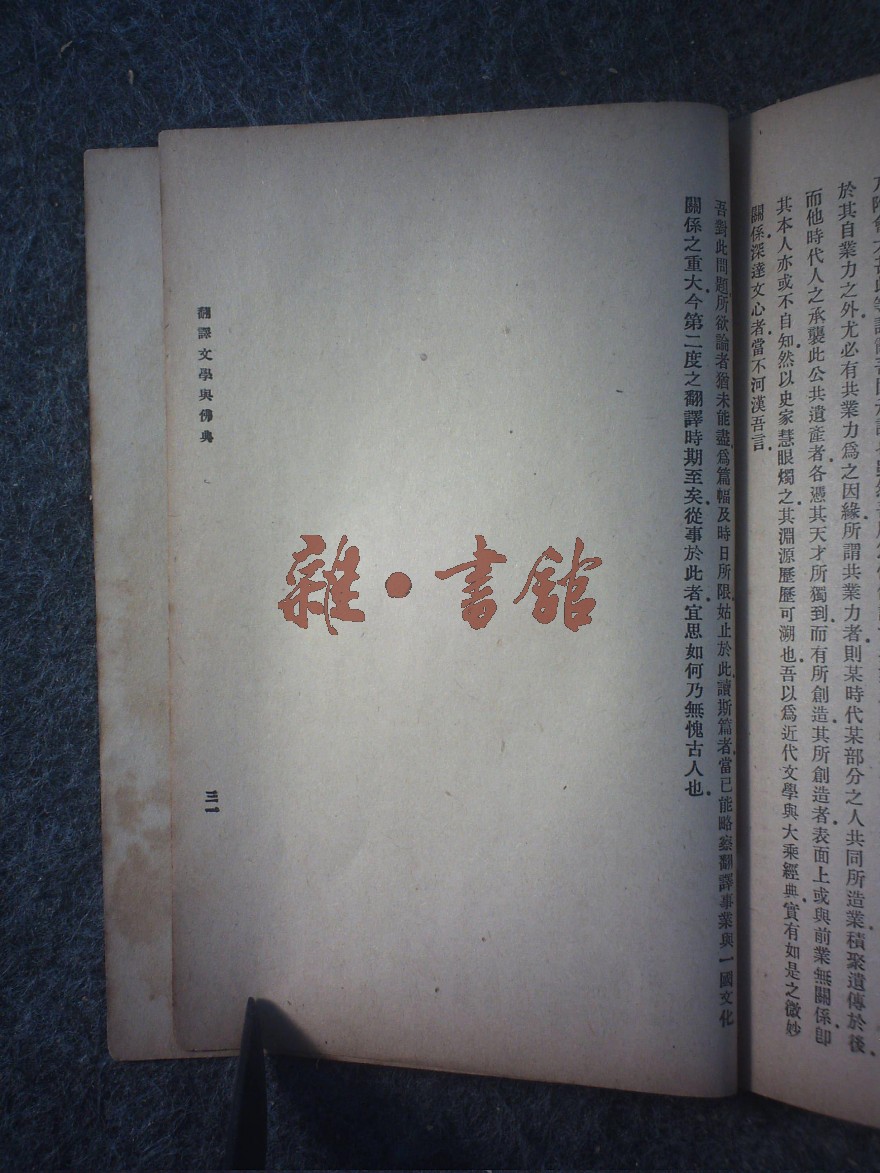 於其自業力之外.尤必有共業力爲之因緣.所謂共業力者.則某時代某部分之人共同所造業.積聚遺傳於後.
而他時代人之承襲此公共遺產者.各憑其天才所獨到.而有所創造.其所創造者.表面上或與前業無關係.卽
其本人亦或不自知.然以史家慧眼燭之.其淵源歷歷可溯也.吾以爲近代文學與大乘經典.實有如是之微妙
關係.深達文心者.當不河漢吾言.
吾對此問題.所欲論者猶未能盡.爲篇幅及時日所限.姑止於此.讀斯篇者.當已能略察翻譯事業與一國文化
關係之重大.今第二度之翻譯時期至矣.從事於此者.宜思如何乃無愧古人也.
翻譯文學與佛典
三一
雜·書館